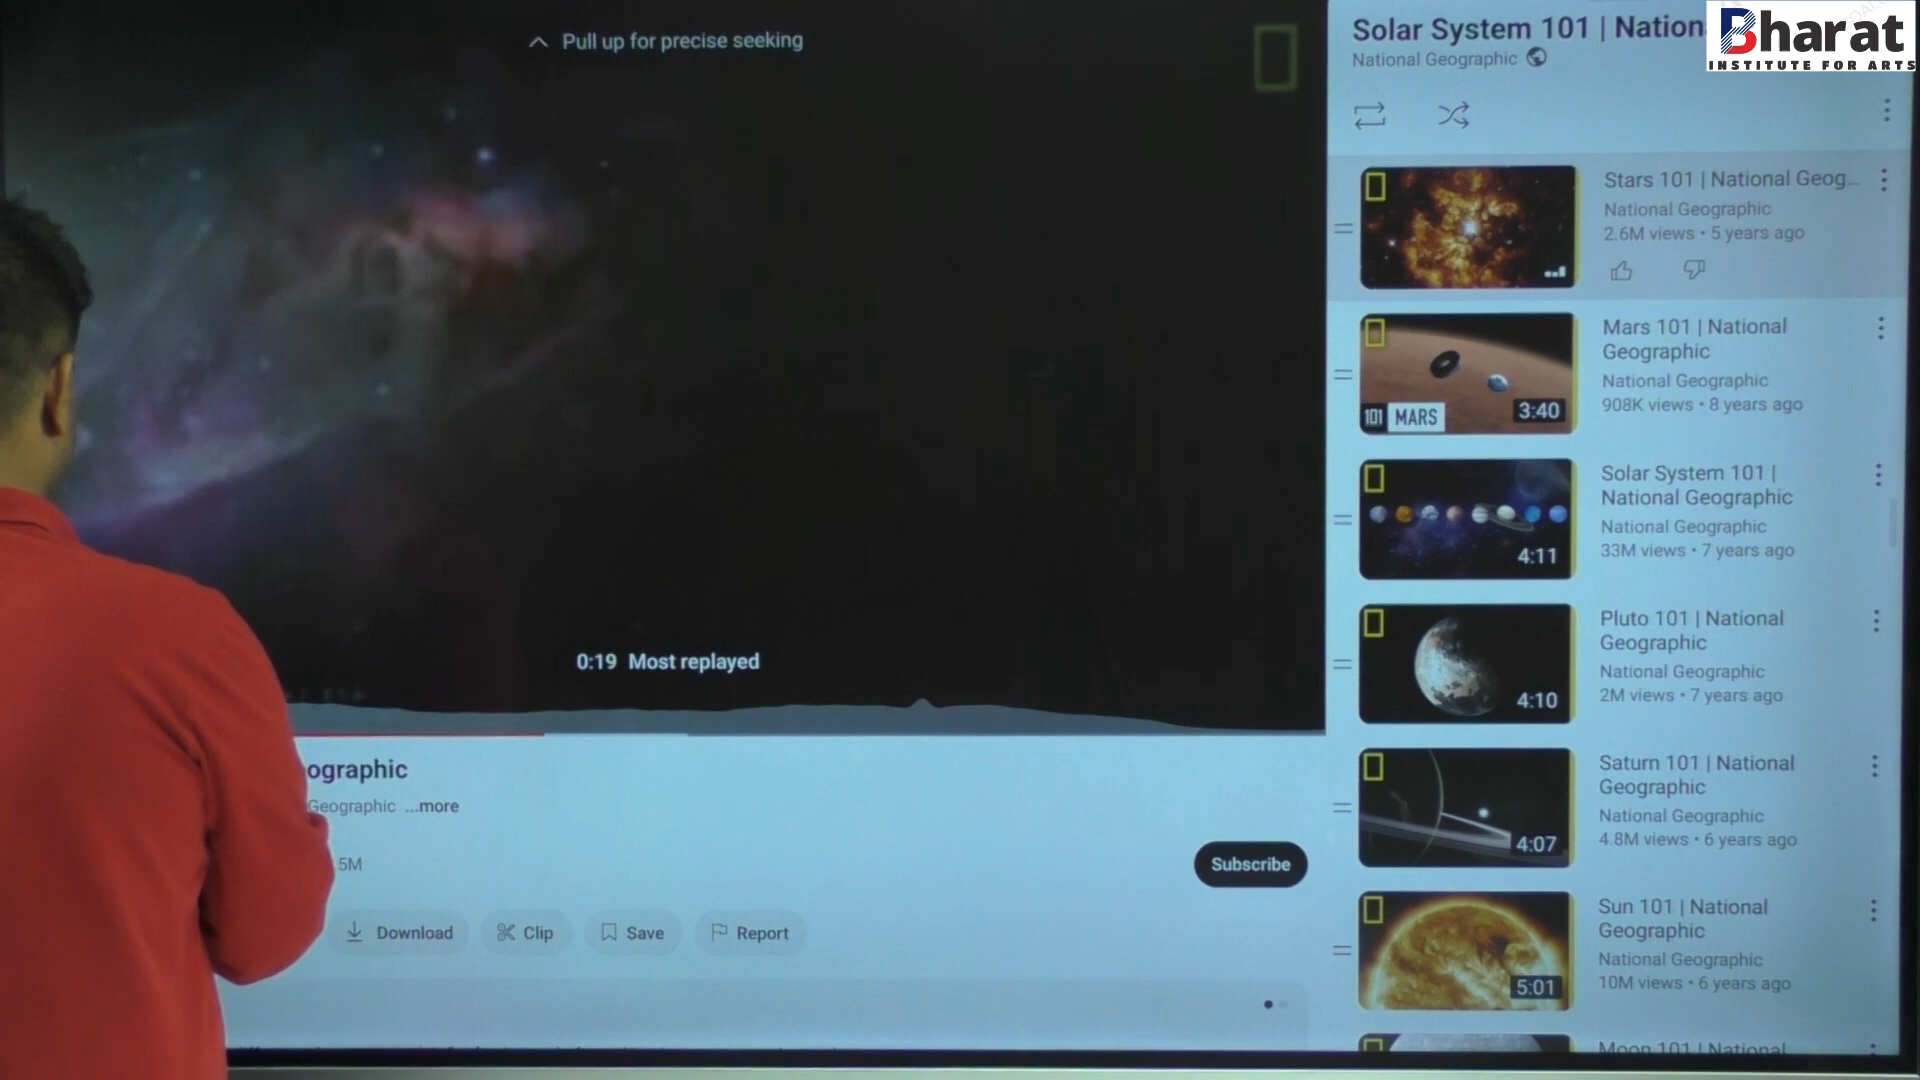 Pull up for precise seeking
0:19 Most replayed
ographic
Geographic ...more
5M
Subscribe
Download
Clip
Save
Report
Solar System 101 | Nation
National Geographic
Bharat
INSTITUTE FOR ARTS
Stars 101 | National Geog...
National Geographic
2.6M views • 5 years ago
Mars 101 | National
Geographic
National Geographic
908K views • 8 years ago
101 MARS
3:40
Solar System 101 |
National Geographic
National Geographic
33M views • 7 years ago
4:11
Pluto 101 | National
Geographic
National Geographic
2M views • 7 years ago
4:10
Saturn 101 | National
Geographic
National Geographic
4.8M views • 6 years ago
4:07
Sun 101 | National
Geographic
National Geographic
10M views • 6 years ago
5:01
Moon 101 | National